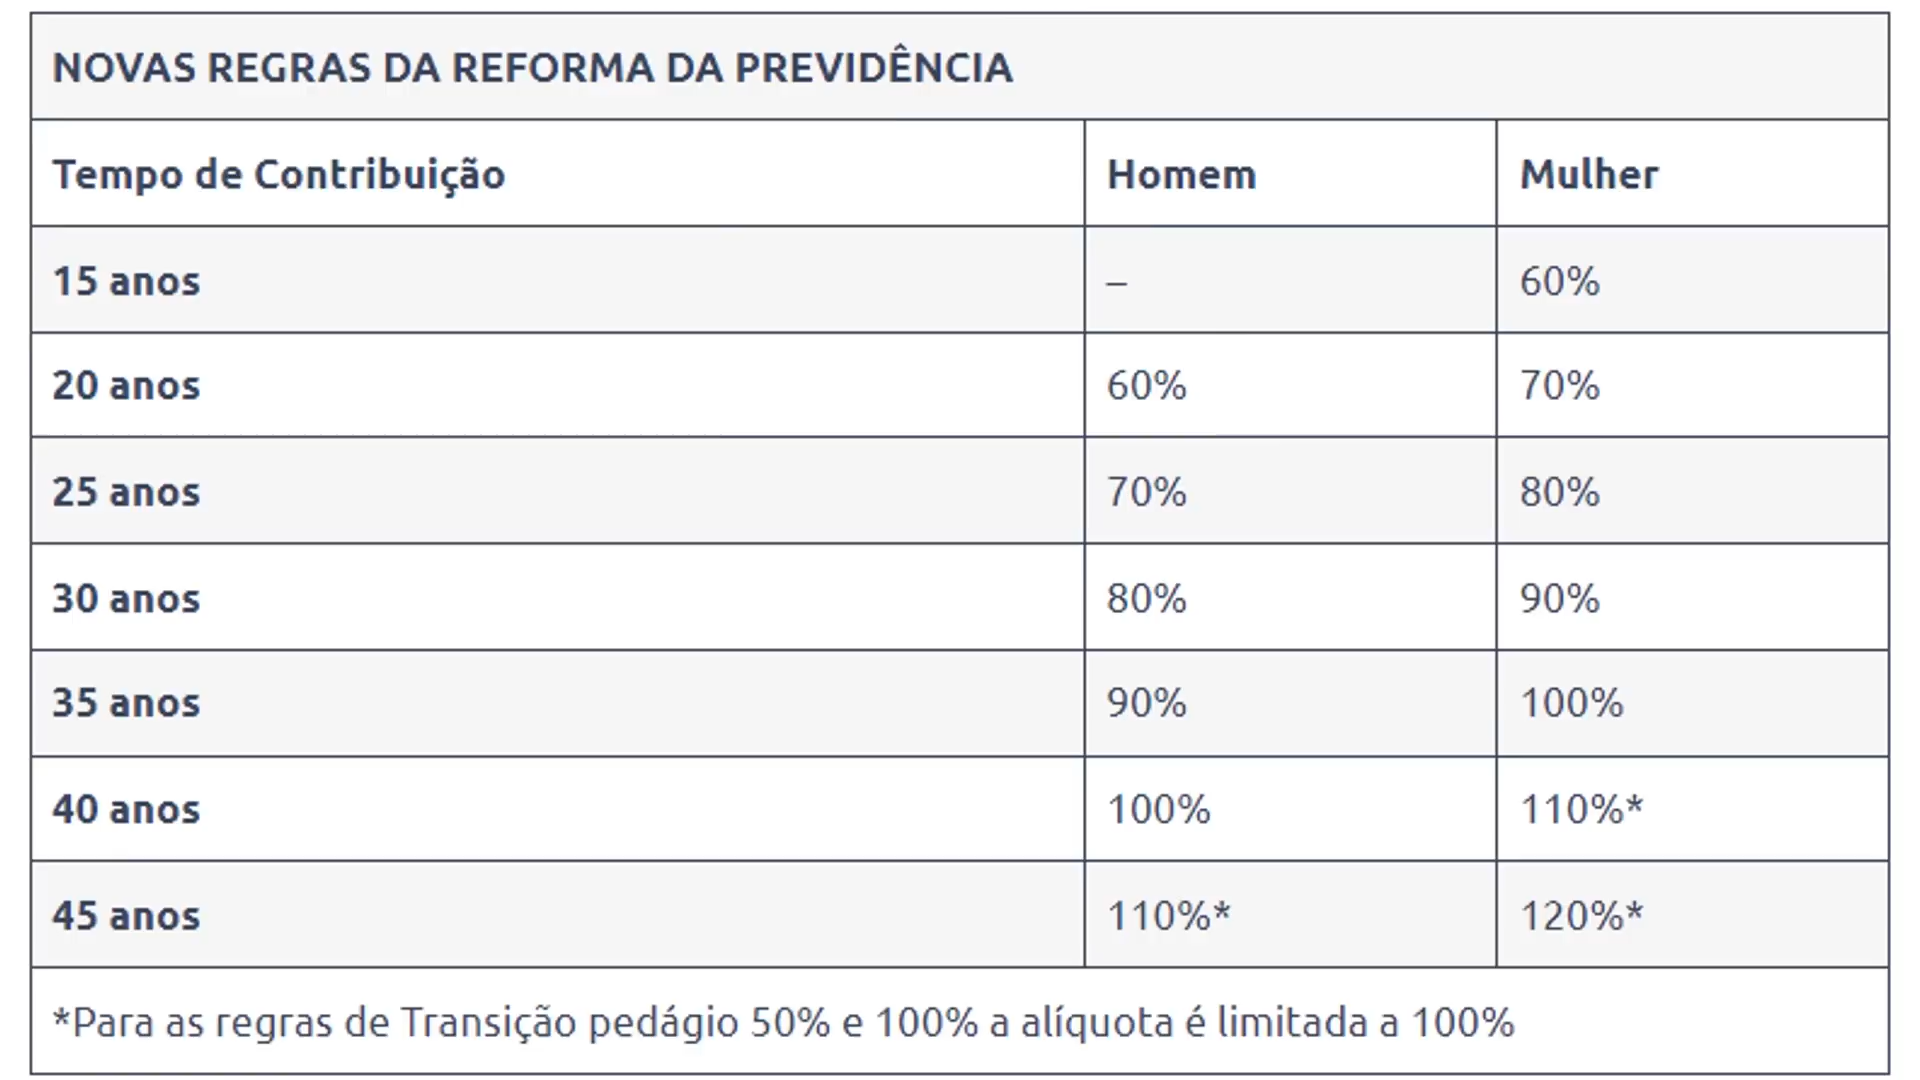 NOVAS REGRAS DA REFORMA DA PREVIDÊNCIA
Tempo de Contribuição Homem Mulher
15 anos – 60%
20 anos 60% 70%
25 anos 70% 80%
30 anos 80% 90%
35 anos 90% 100%
40 anos 100% 110%*
45 anos 110%* 120%*
*Para as regras de Transição pedágio 50% e 100% a alíquota é limitada a 100%